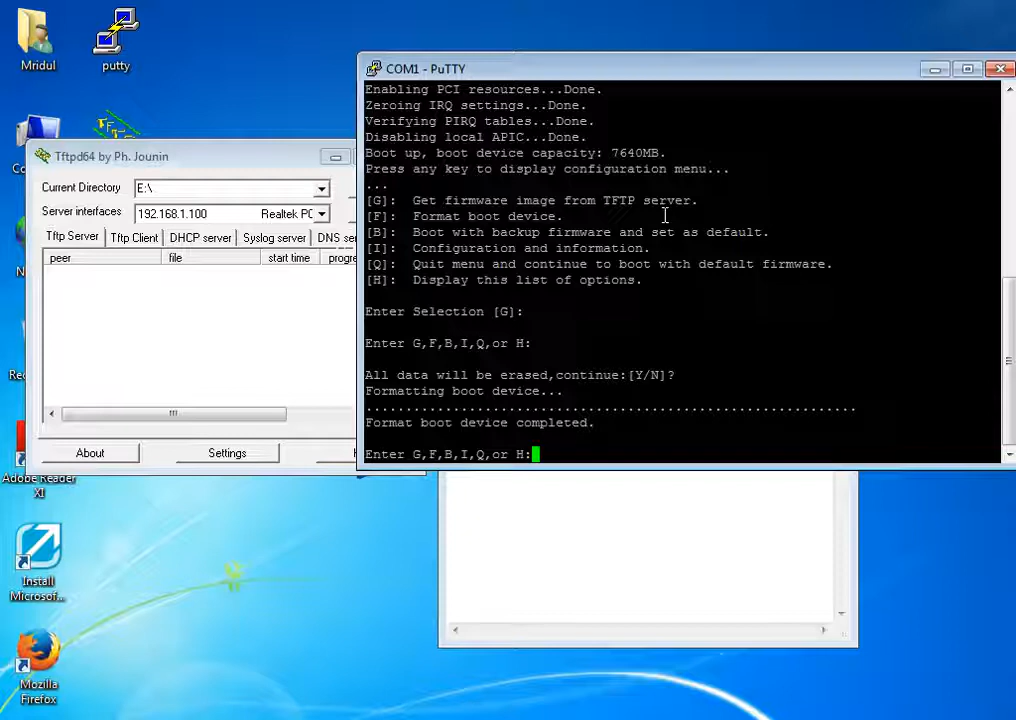 Mridul
putty
Co
N
Rec
Adobe Reader
XI
Install
Microsof...
Mozilla
Firefox
Tftpd64 by Ph. Jounin
Current Directory
E:\
Server interfaces
192.168.1.100
Realtek PC
Tftp Server
Tftp Client
DHCP server
Syslog server
DNS ser
peer
file
start time
progre
About
Settings
H
COM1 - PuTTY
Enabling PCI resources...Done.
Zeroing IRQ settings...Done.
Verifying PIRQ tables...Done.
Disabling local APIC...Done.
Boot up, boot device capacity: 7640MB.
Press any key to display configuration menu...
...
[G]: Get firmware image from TFTP server.
[F]: Format boot device.
[B]: Boot with backup firmware and set as default.
[I]: Configuration and information.
[Q]: Quit menu and continue to boot with default firmware.
[H]: Display this list of options.
Enter Selection [G]:
Enter G,F,B,I,Q,or H:
All data will be erased,continue:[Y/N]?
Formatting boot device...
..............................................................
Format boot device completed.
Enter G,F,B,I,Q,or H: